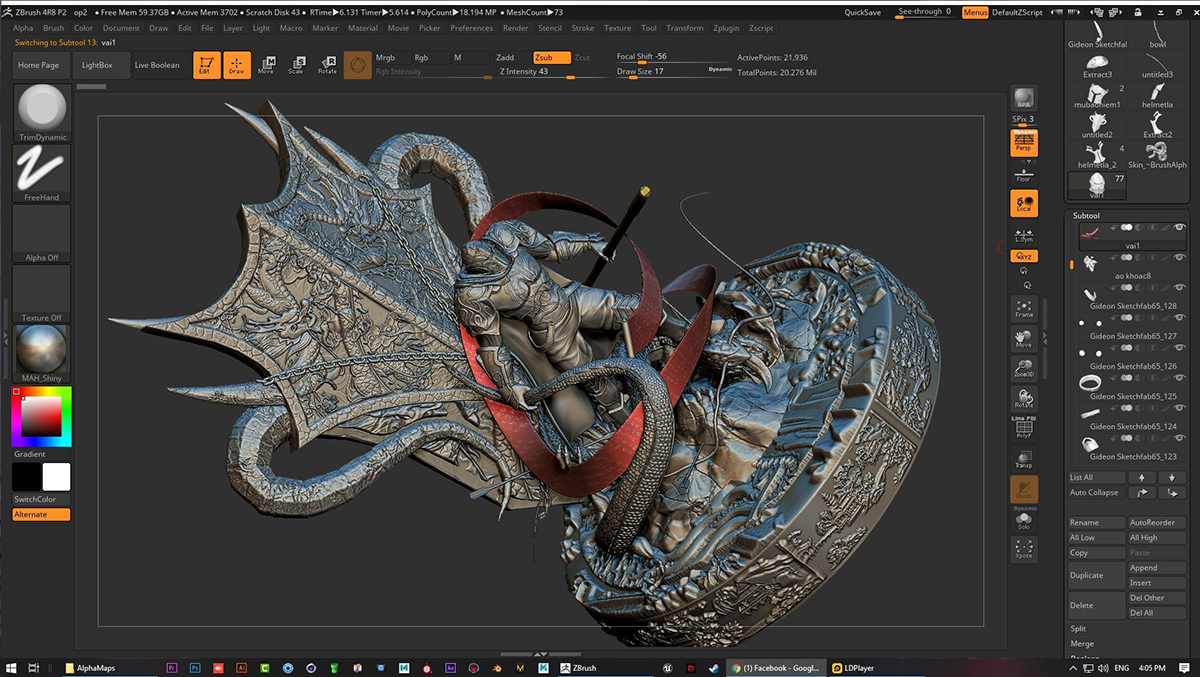 ZBrush 4R8 P2   op2   • Free Mem 59.37GB • Active Mem 3702 • Scratch Disk 43 •   RTime▶6.131 Timer▶5.614 • PolyCount▶18.194 MP • MeshCount▶73
QuickSave   See-through 0   Menus   DefaultZScript
Alpha Brush Color Document Draw Edit File Layer Light Macro Marker Material Movie Picker Preferences Render Stencil Stroke Texture Tool Transform Zplugin Zscript
Switching to Subtool 13: vai1
Home Page LightBox Live Boolean
Edit Draw Move Scale Rotate
Mrgb Rgb M
Rgb Intensity
Zadd Zsub Zcut
Z Intensity 43
Focal Shift -56
Draw Size 17 Dynamic
ActivePoints: 21,936
TotalPoints: 20.276 Mil
TrimDynamic
FreeHand
Alpha Off
Texture Off
MAH_Shiny
Gradient
SwitchColor
Alternate
BPR
SPix 3
Dynamic
Persp
Floor
Local
L.Sym
XYZ
Frame
Move
Zoom3D
Rotate
Line Fill
PolyF
Transp
Ghost
Dynamic
Solo
Xpose
Gideon Sketchfal bowl
Extract3 untitled3
2
mubaohiem1 helmetla
untitled2 Extract2
4
helmetla_2 Skin_~BrushAlph
77
vai1
Subtool
vai1
ao khoac8
Gideon Sketchfab65_128
Gideon Sketchfab65_127
Gideon Sketchfab65_126
Gideon Sketchfab65_125
Gideon Sketchfab65_124
Gideon Sketchfab65_123
List All
Auto Collapse
Rename AutoReorder
All Low All High
Copy Paste
Duplicate Append
Insert
Delete Del Other
Del All
Split
Merge
AlphaMaps Pr Ps Ai C M Ae M ZBrush (1) Facebook - Googl... LDPlayer ENG 4:05 PM